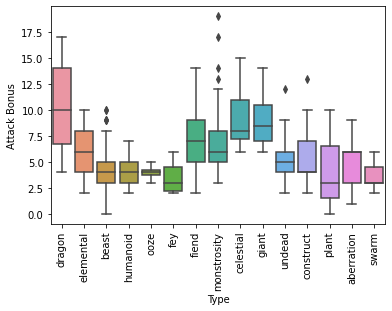 17.5
15.0
12.5
10.0
7.5
5.0
2.5
0.0
Attack Bonus
dragon
elemental
beast
humanoid
ooze
fey
fiend
monstrosity
celestial
giant
undead
construct
plant
aberration
swarm
Type